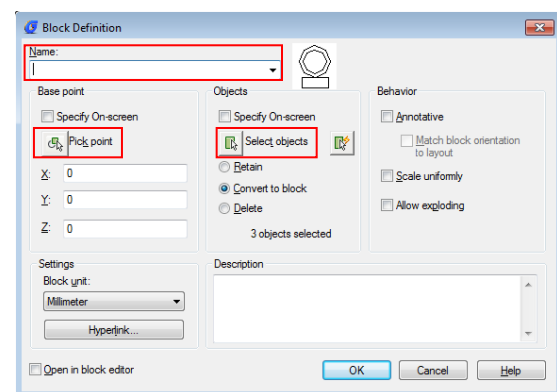 Block Definition
Name:
Base point
Specify On-screen
Pick point
X: 0
Y: 0
Z: 0
Objects
Specify On-screen
Select objects
Retain
Convert to block
Delete
3 objects selected
Behavior
Annotative
Match block orientation
to layout
Scale uniformly
Allow exploding
Settings
Block unit:
Millimeter
Hyperlink...
Description
Open in block editor
OK
Cancel
Help